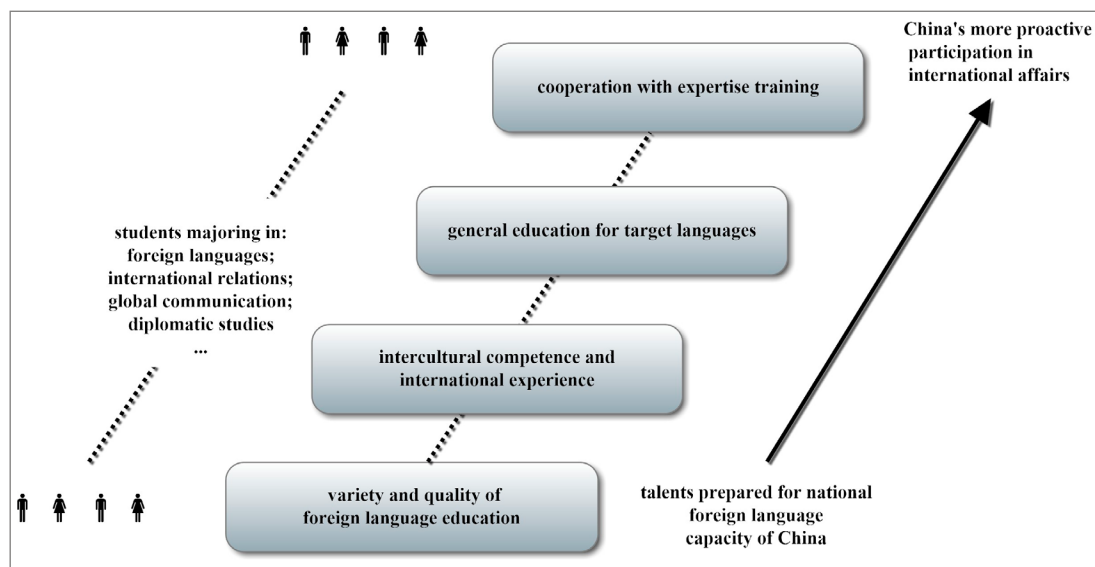 China's more proactive
participation in
international affairs
cooperation with expertise training
general education for target languages
students majoring in:
foreign languages;
international relations;
global communication;
diplomatic studies
...
intercultural competence and
international experience
variety and quality of
foreign language education
talents prepared for national
foreign language
capacity of China